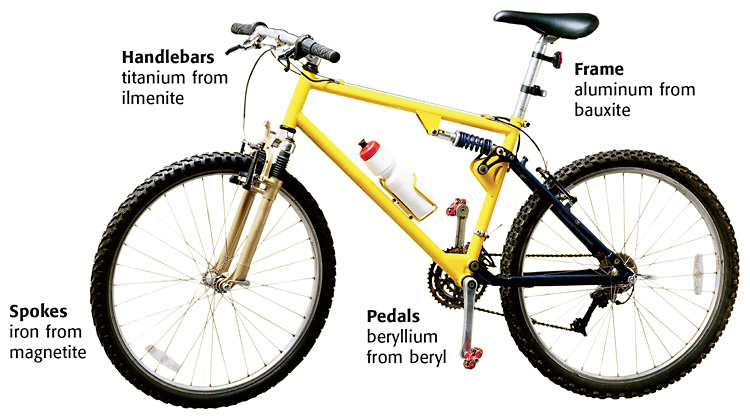 Handlebars
titanium from
ilmenite
Frame
aluminum from
bauxite
Spokes
iron from
magnetite
Pedals
beryllium
from beryl